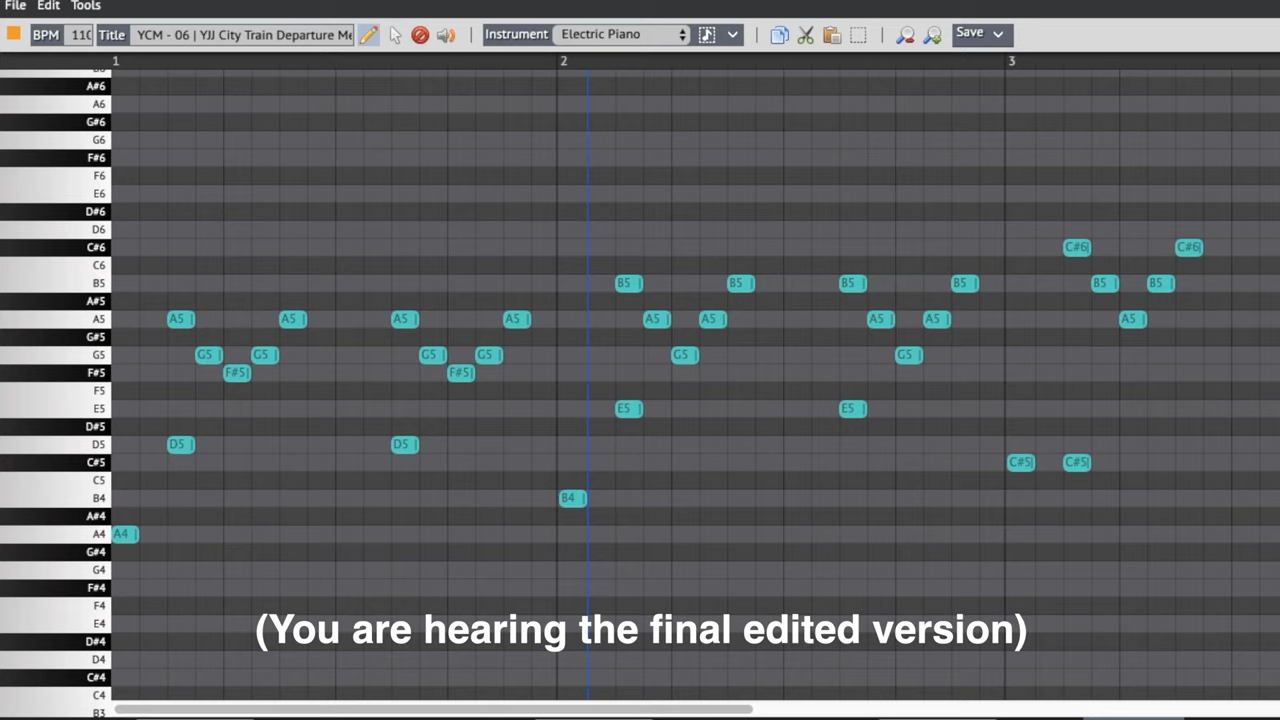 File Edit Tools
BPM 110 Title YCM - 06 | YJJ City Train Departure Me Instrument Electric Piano Save
1 2 3
A#6
A6
G#6
G6
F#6
F6
E6
D#6
D6
C#6 C#6 C#6
C6
B5 B5 B5 B5 B5 B5 B5
A#5
A5 A5 A5 A5 A5 A5 A5 A5 A5 A5
G#5
G5 G5 G5 G5 G5 G5 G5
F#5 F#5 F#5
F5
E5 E5 E5
D#5
D5 D5 D5
C#5 C#5 C#5
C5
B4 B4
A#4
A4 A4
G#4
G4
F#4
F4
E4
D#4
D4
C#4
C4
B3
(You are hearing the final edited version)